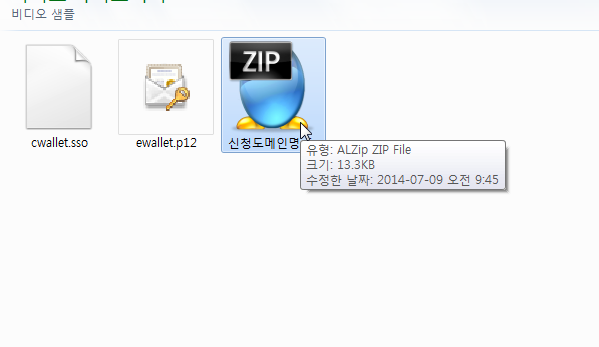 비디오 샘플
ZIP
cwallet.sso
ewallet.p12
신청도메인명
유형: ALZip ZIP File
크기: 13.3KB
수정한 날짜: 2014-07-09 오전 9:45